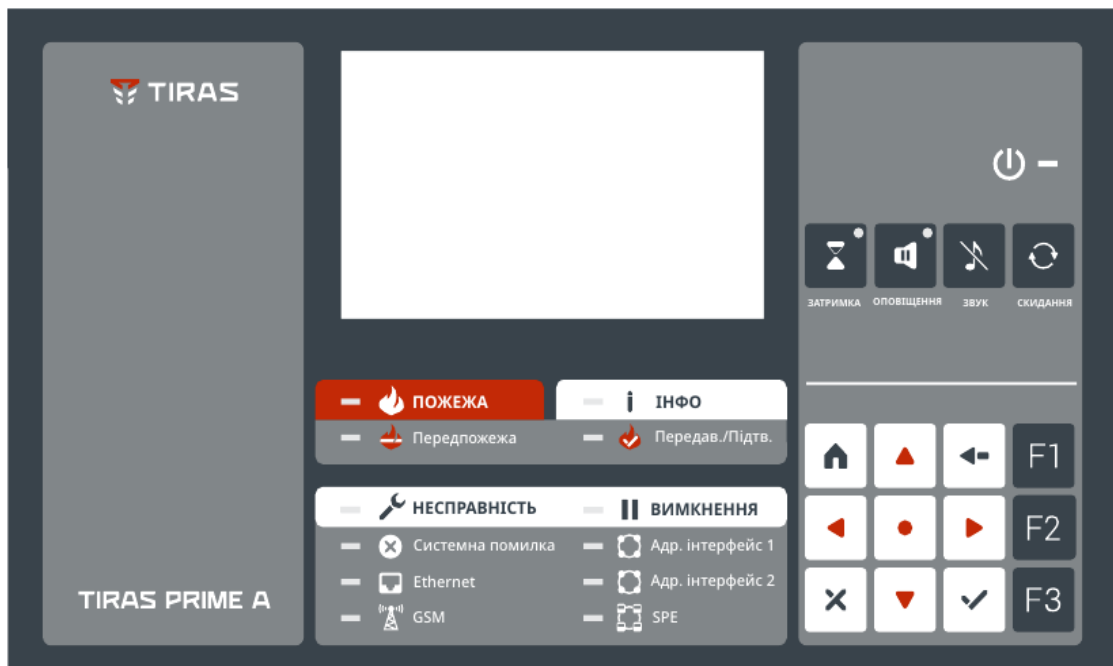 TIRAS
ЗАТРИМКА
ОПОВІЩЕННЯ
ЗВУК
СКИДАННЯ
ПОЖЕЖА
ІНФО
Передпожежа
Передав./Підтв.
НЕСПРАВНІСТЬ
ВИМКНЕННЯ
Системна помилка
Адр. інтерфейс 1
Ethernet
Адр. інтерфейс 2
GSM
SPE
F1
F2
F3
TIRAS PRIME A